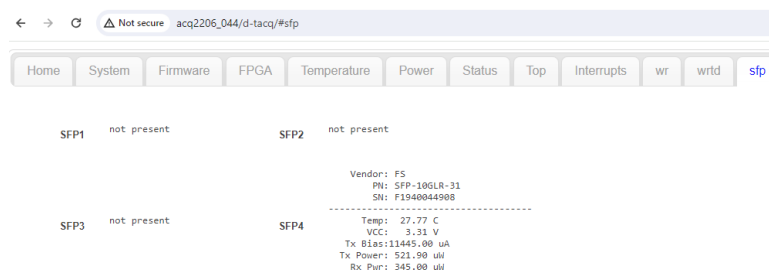 Not secure acq2206_044/d-tacq/#sfp
Home System Firmware FPGA Temperature Power Status Top Interrupts wr wrtd sfp
SFP1 not present
SFP2 not present
SFP3 not present
SFP4
Vendor: FS
PN: SFP-10GLR-31
SN: F1940044908
-------------------------------------
Temp: 27.77 C
VCC: 3.31 V
Tx Bias:11445.00 uA
Tx Power: 521.90 uW
Rx Pwr: 345.00 uW